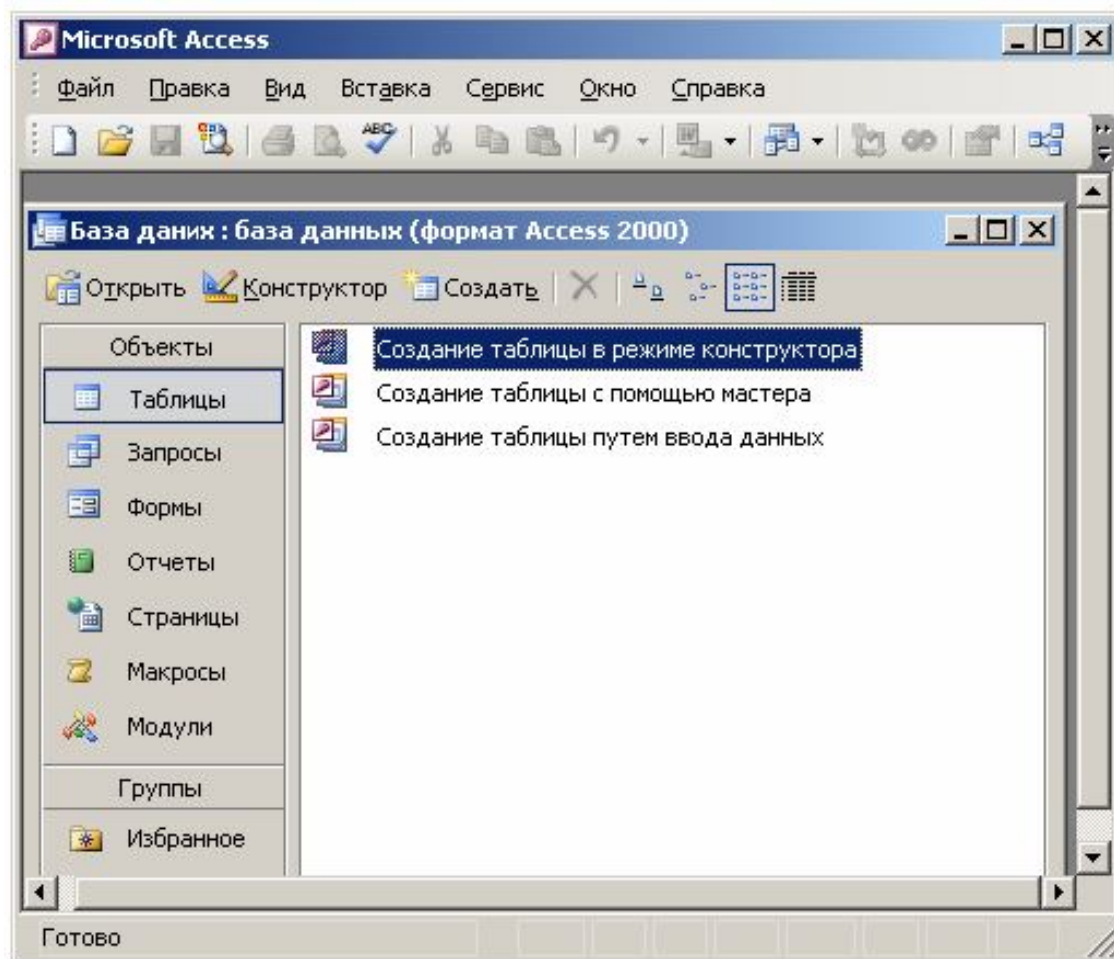 Microsoft Access
Файл Правка Вид Вставка Сервис Окно Справка
ABC
База даних : база данных (формат Access 2000)
Открыть Конструктор Создать
Объекты
Таблицы
Запросы
Формы
Отчеты
Страницы
Макросы
Модули
Группы
Избранное
Создание таблицы в режиме конструктора
Создание таблицы с помощью мастера
Создание таблицы путем ввода данных
Готово